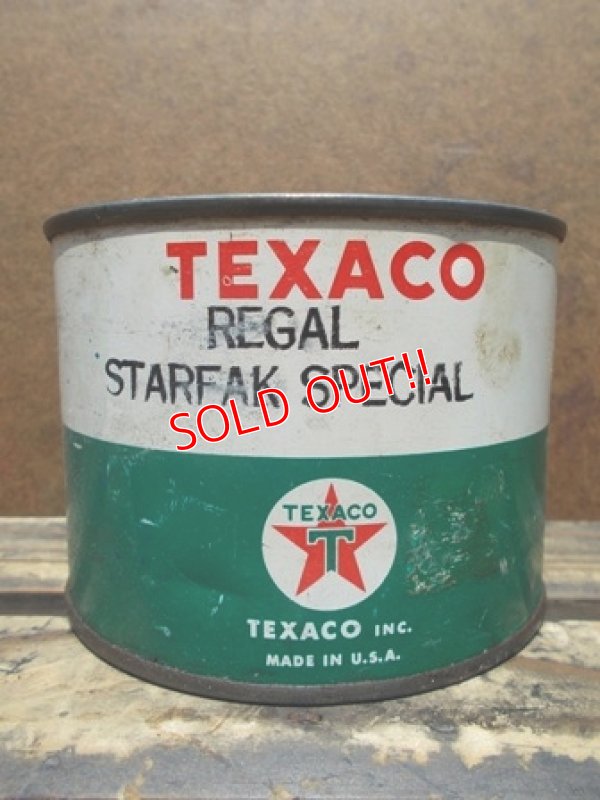 TEXACO
REGAL
STARFAK SPECIAL
SOLD OUT!!
TEXACO
T
TEXACO INC.
MADE IN U.S.A.